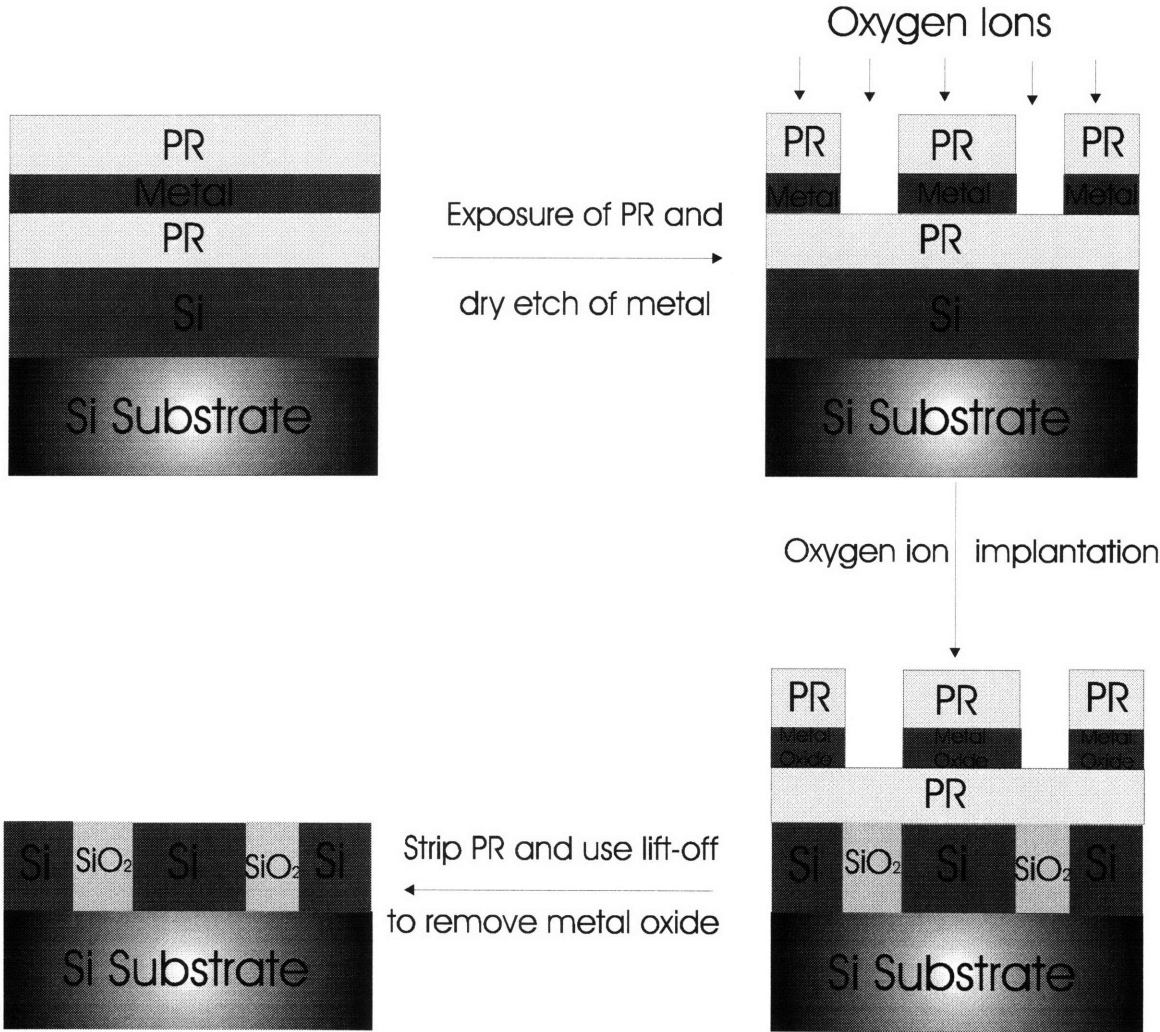 PR
Metal
PR
Si
Si Substrate
Exposure of PR and
dry etch of metal
Oxygen Ions
PR PR PR
Metal Metal Metal
PR
Si
Si Substrate
Oxygen ion implantation
PR PR PR
Metal Metal Metal
Oxide Oxide Oxide
PR
Si SiO₂ Si SiO₂ Si
Si Substrate
Strip PR and use lift-off
to remove metal oxide
Si SiO₂ Si SiO₂ Si
Si Substrate